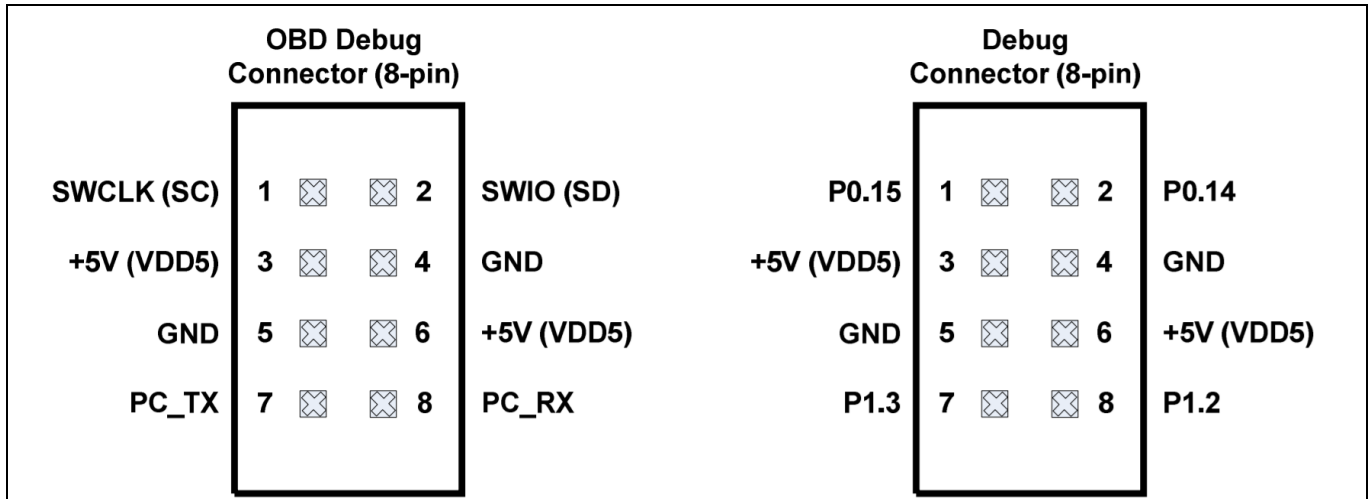 OBD Debug
Connector (8-pin)
SWCLK (SC) 1 2 SWIO (SD)
+5V (VDD5) 3 4 GND
GND 5 6 +5V (VDD5)
PC_TX 7 8 PC_RX
Debug
Connector (8-pin)
P0.15 1 2 P0.14
+5V (VDD5) 3 4 GND
GND 5 6 +5V (VDD5)
P1.3 7 8 P1.2